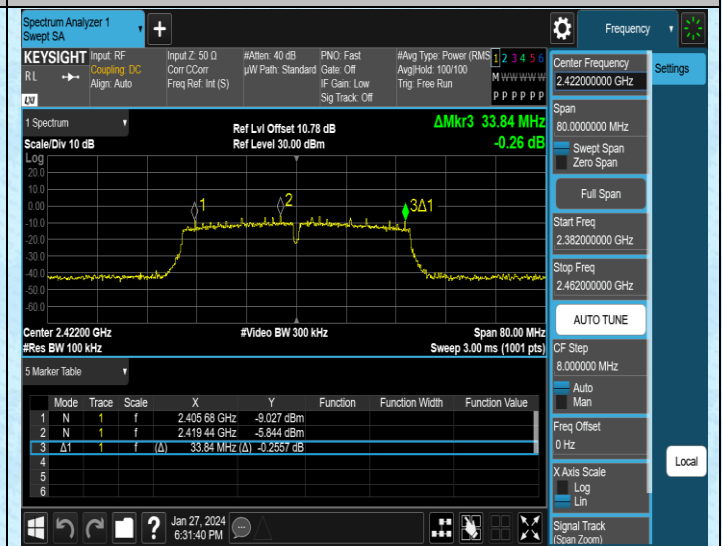 Spectrum Analyzer 1
Swept SA
Frequency
KEYSIGHT
RL
LXI
Input: RF
Coupling: DC
Align: Auto
Input Z: 50 Ω
Corr CCorr
Freq Ref: Int (S)
#Atten: 40 dB
µW Path: Standard
PNO: Fast
Gate: Off
IF Gain: Low
Sig Track: Off
#Avg Type: Power (RMS
Avg|Hold: 100/100
Trig: Free Run
1 2 3 4 5 6
M W W W W W
P P P P P P
1 Spectrum
Scale/Div 10 dB
Ref Lvl Offset 10.78 dB
Ref Level 30.00 dBm
ΔMkr3 33.84 MHz
-0.26 dB
Log
20.0
10.0
0.00
-10.0
-20.0
-30.0
-40.0
-50.0
-60.0
1
2
3Δ1
Center 2.42200 GHz
#Video BW 300 kHz
Span 80.00 MHz
#Res BW 100 kHz
Sweep 3.00 ms (1001 pts)
5 Marker Table
Mode Trace Scale X Y Function Function Width Function Value
1 N 1 f 2.405 68 GHz -9.027 dBm
2 N 1 f 2.419 44 GHz -5.844 dBm
3 Δ1 1 f (Δ) 33.84 MHz (Δ) -0.2557 dB
4
5
6
Jan 27, 2024
6:31:40 PM
Center Frequency
2.422000000 GHz
Settings
Span
80.0000000 MHz
Swept Span
Zero Span
Full Span
Start Freq
2.382000000 GHz
Stop Freq
2.462000000 GHz
AUTO TUNE
CF Step
8.000000 MHz
Auto
Man
Freq Offset
0 Hz
X Axis Scale
Log
Lin
Local
Signal Track
(Span Zoom)